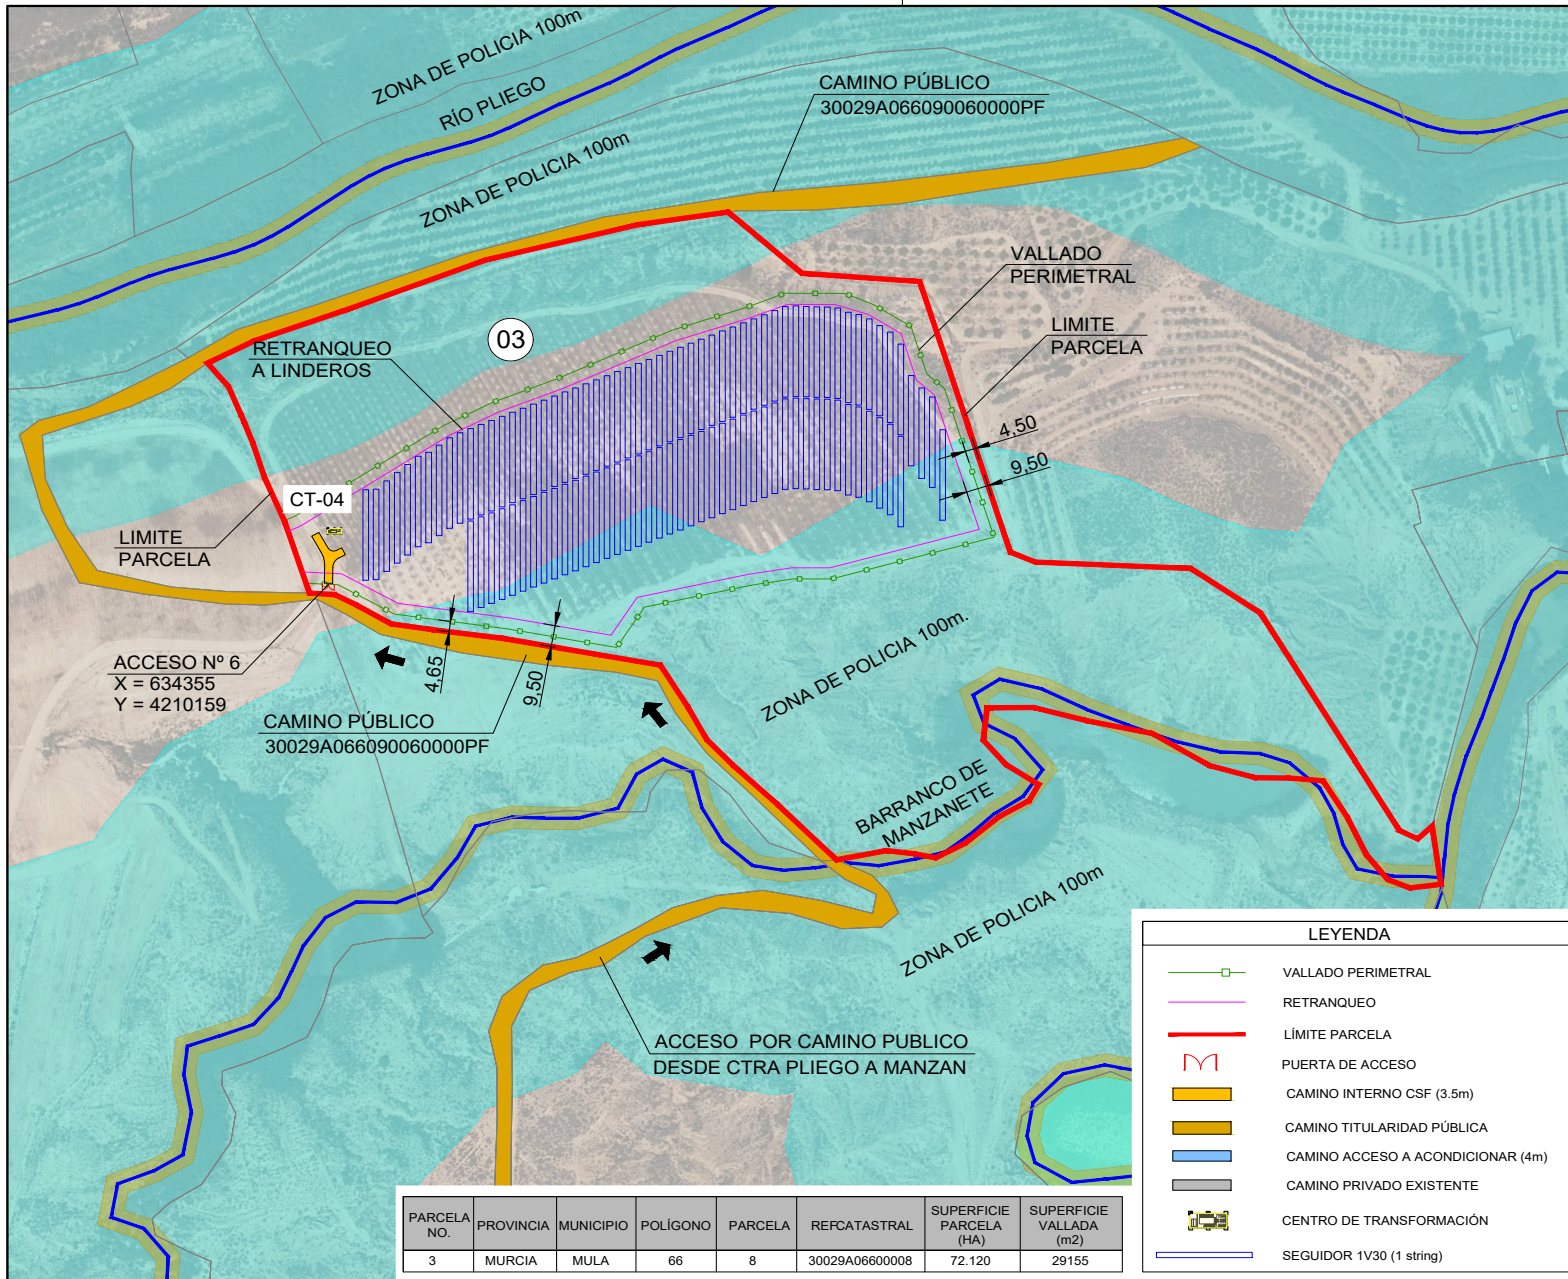 ZONA DE POLICIA 100m
RÍO PLIEGO
ZONA DE POLICIA 100m
CAMINO PÚBLICO
30029A066090060000PF
VALLADO
PERIMETRAL
LIMITE
PARCELA
03
RETRANQUEO
A LINDEROS
4,50
9,50
CT-04
LIMITE
PARCELA
ACCESO Nº 6
X = 634355
Y = 4210159
4,65
9,50
CAMINO PÚBLICO
30029A066090060000PF
ZONA DE POLICIA 100m.
BARRANCO DE
MANZANETE
ZONA DE POLICIA 100m
ACCESO POR CAMINO PUBLICO
DESDE CTRA PLIEGO A MANZAN
LEYENDA
VALLADO PERIMETRAL
RETRANQUEO
LÍMITE PARCELA
PUERTA DE ACCESO
CAMINO INTERNO CSF (3.5m)
CAMINO TITULARIDAD PÚBLICA
CAMINO ACCESO A ACONDICIONAR (4m)
CAMINO PRIVADO EXISTENTE
CENTRO DE TRANSFORMACIÓN
SEGUIDOR 1V30 (1 string)
PARCELA NO. PROVINCIA MUNICIPIO POLÍGONO PARCELA REFCATASTRAL SUPERFICIE PARCELA (HA) SUPERFICIE VALLADA (m2)
3 MURCIA MULA 66 8 30029A06600008 72.120 29155